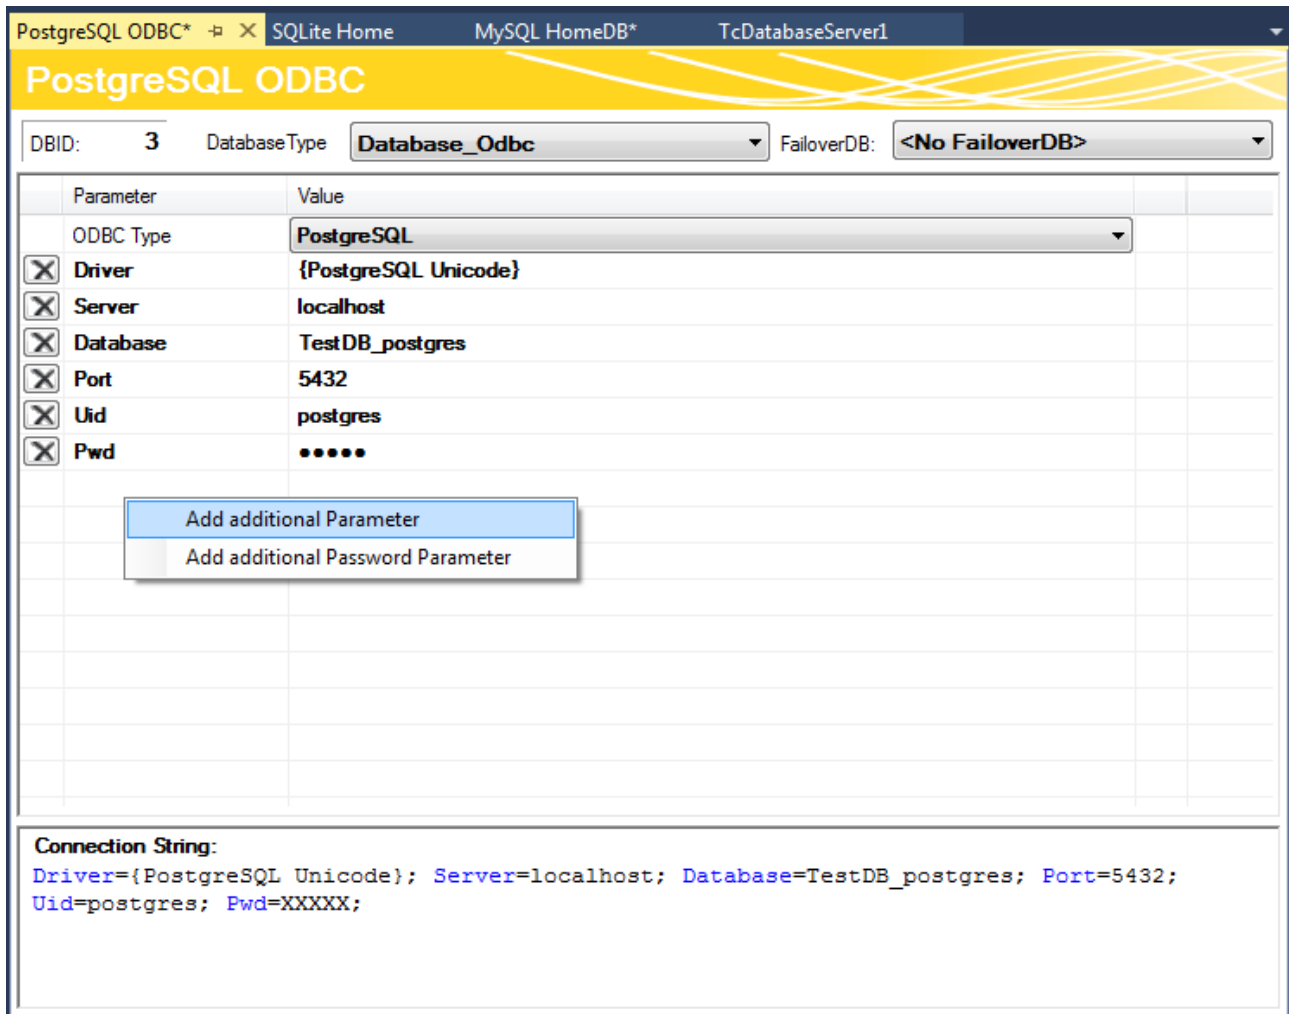 PostgreSQL ODBC* SQLite Home MySQL HomeDB* TcDatabaseServer1
PostgreSQL ODBC
DBID: 3 DatabaseType Database_Odbc FailoverDB: <No FailoverDB>
Parameter Value
ODBC Type PostgreSQL
Driver {PostgreSQL Unicode}
Server localhost
Database TestDB_postgres
Port 5432
Uid postgres
Pwd •••••
Add additional Parameter
Add additional Password Parameter
Connection String:
Driver={PostgreSQL Unicode}; Server=localhost; Database=TestDB_postgres; Port=5432;
Uid=postgres; Pwd=XXXXX;